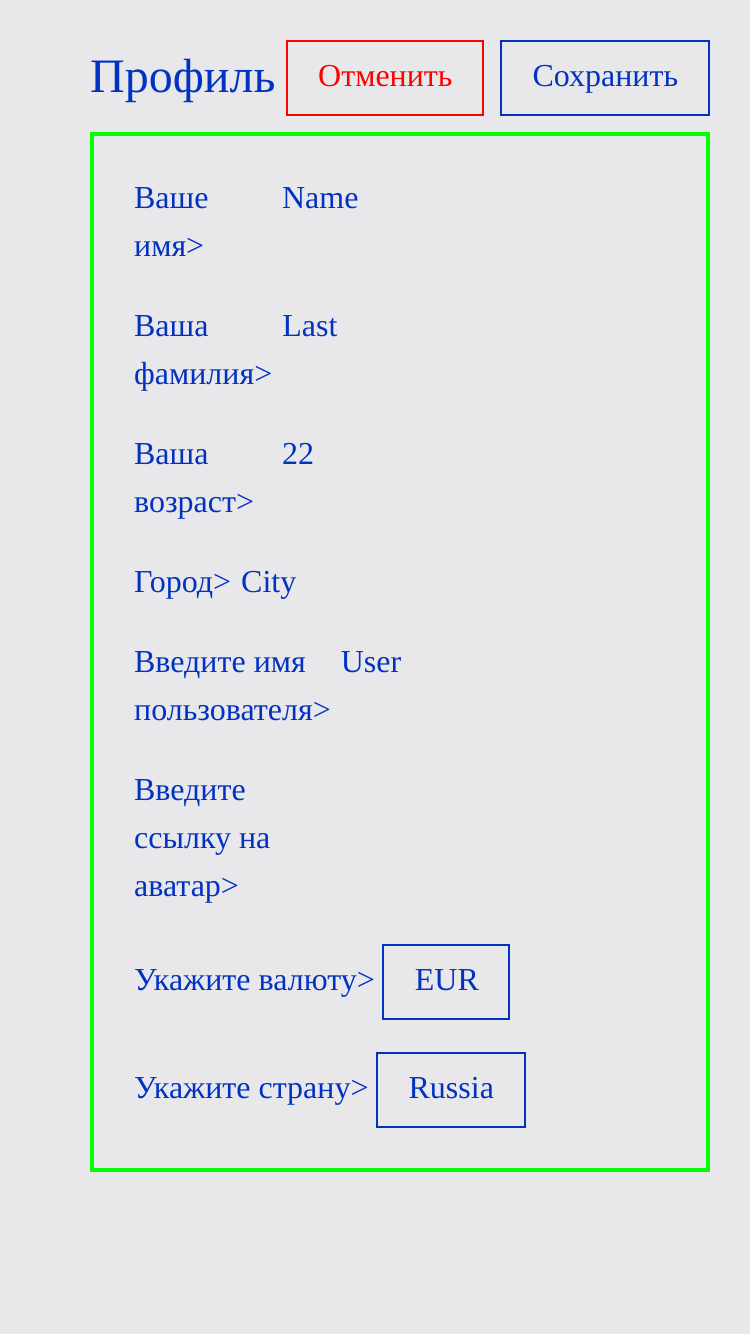 Профиль Отменить Сохранить
Ваше Name
имя>
Ваша Last
фамилия>
Ваша 22
возраст>
Город> City
Введите имя User
пользователя>
Введите
ссылку на
аватар>
Укажите валюту> EUR
Укажите страну> Russia